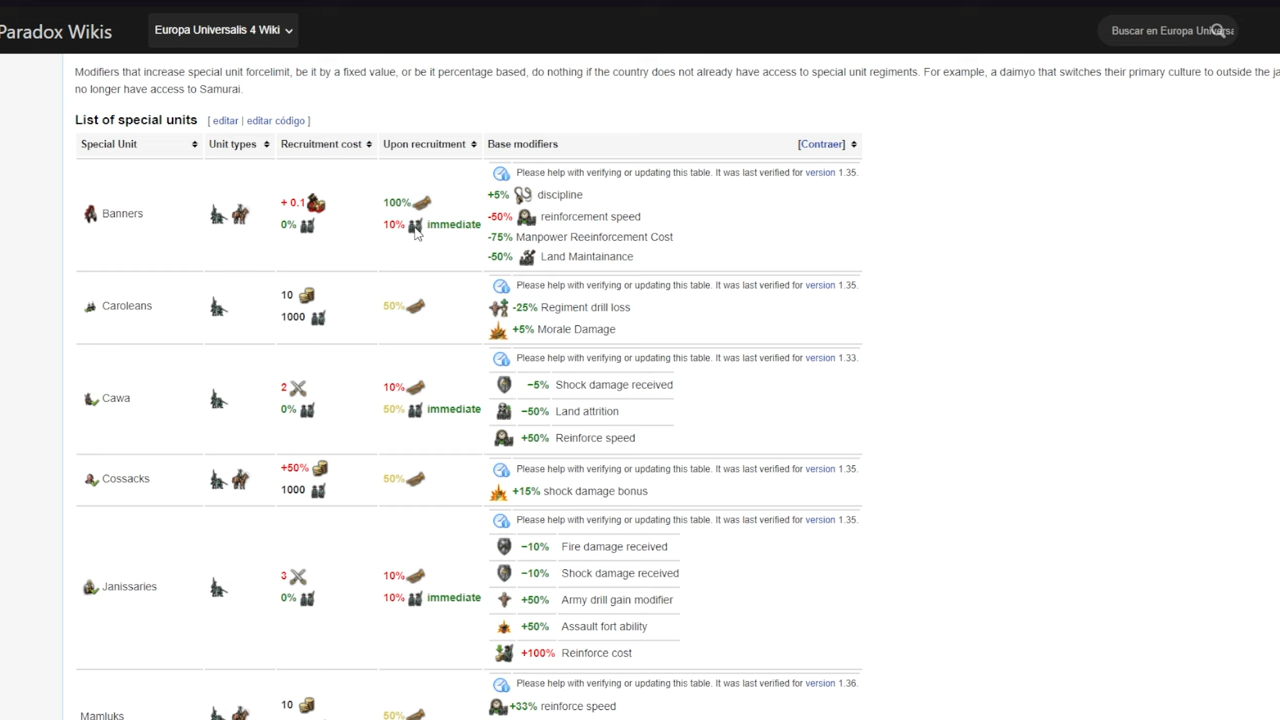 Paradox Wikis
Europa Universalis 4 Wiki
Buscar en Europa Universa
Modifiers that increase special unit forcelimit, be it by a fixed value, or be it percentage based, do nothing if the country does not already have access to special unit regiments. For example, a daimyo that switches their primary culture to outside the ja
no longer have access to Samurai.
List of special units [ editar | editar código ]
Special Unit Unit types Recruitment cost Upon recruitment Base modifiers [Contraer]
Please help with verifying or updating this table. It was last verified for version 1.35.
Banners + 0.1 0% 100% 10% immediate
+5% discipline
-50% reinforcement speed
-75% Manpower Reeinforcement Cost
-50% Land Maintainance
Please help with verifying or updating this table. It was last verified for version 1.35.
Caroleans 10 1000 50%
-25% Regiment drill loss
+5% Morale Damage
Please help with verifying or updating this table. It was last verified for version 1.33.
Cawa 2 0% 10% 50% immediate
−5% Shock damage received
−50% Land attrition
+50% Reinforce speed
Please help with verifying or updating this table. It was last verified for version 1.35.
Cossacks +50% 1000 50%
+15% shock damage bonus
Please help with verifying or updating this table. It was last verified for version 1.35.
Janissaries 3 0% 10% 10% immediate
−10% Fire damage received
−10% Shock damage received
+50% Army drill gain modifier
+50% Assault fort ability
+100% Reinforce cost
Please help with verifying or updating this table. It was last verified for version 1.36.
Mamluks 10 50%
+33% reinforce speed